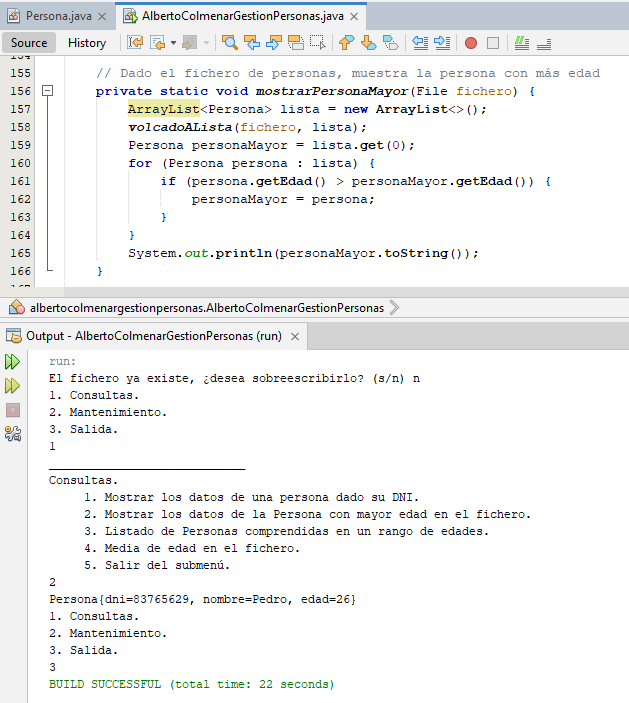 Persona.java
AlbertoColmenarGestionPersonas.java
Source
History
154
155 // Dado el fichero de personas, muestra la persona con más edad
156 private static void mostrarPersonaMayor(File fichero) {
157 ArrayList<Persona> lista = new ArrayList<>();
158 volcadoALista(fichero, lista);
159 Persona personaMayor = lista.get(0);
160 for (Persona persona : lista) {
161 if (persona.getEdad() > personaMayor.getEdad()) {
162 personaMayor = persona;
163 }
164 }
165 System.out.println(personaMayor.toString());
166 }
albertocolmenargestionpersonas.AlbertoColmenarGestionPersonas
Output - AlbertoColmenarGestionPersonas (run)
run:
El fichero ya existe, ¿desea sobreescribirlo? (s/n) n
1. Consultas.
2. Mantenimiento.
3. Salida.
1
____________________________
Consultas.
1. Mostrar los datos de una persona dado su DNI.
2. Mostrar los datos de la Persona con mayor edad en el fichero.
3. Listado de Personas comprendidas en un rango de edades.
4. Media de edad en el fichero.
5. Salir del submenú.
2
Persona{dni=83765629, nombre=Pedro, edad=26}
1. Consultas.
2. Mantenimiento.
3. Salida.
3
BUILD SUCCESSFUL (total time: 22 seconds)